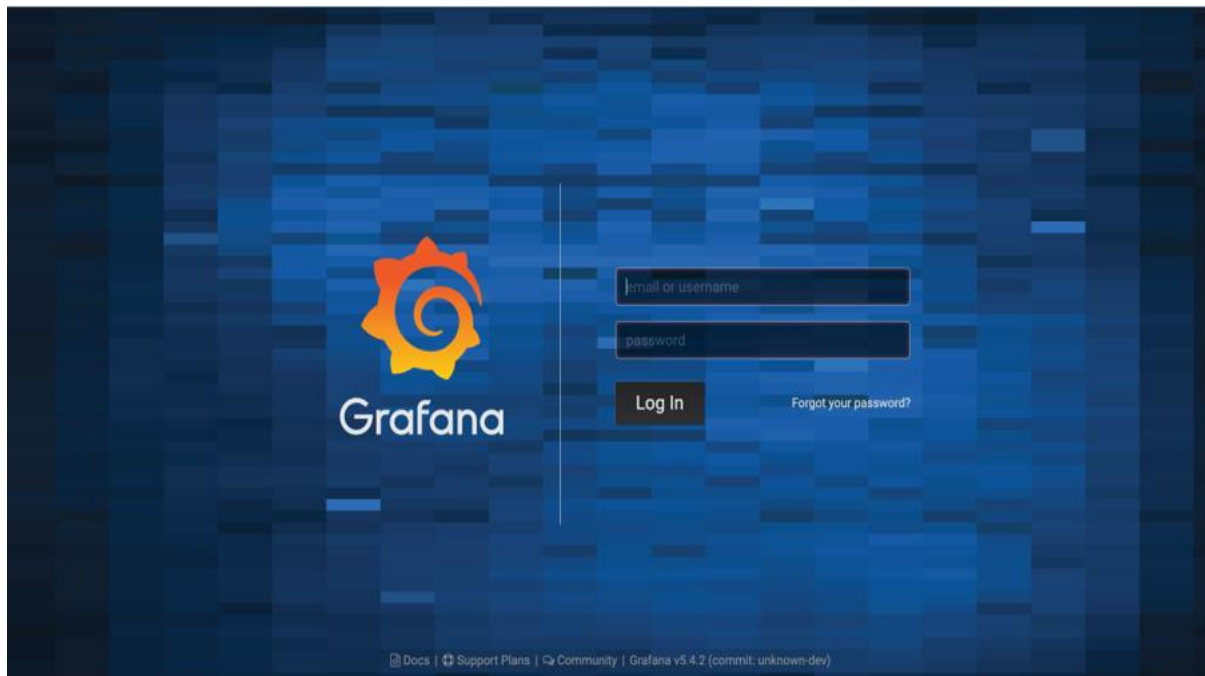 email or username
password
Log In
Forgot your password?
Grafana
Docs | Support Plans | Community | Grafana v5.4.2 (commit: unknown-dev)